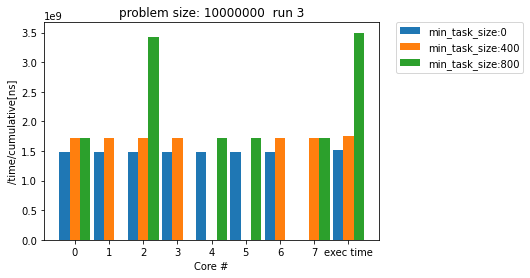 problem size: 10000000  run 3
1e9
3.5
3.0
2.5
2.0
1.5
1.0
0.5
0.0
/time/cumulative[ns]
0 1 2 3 4 5 6 7 exec time
Core #
min_task_size:0
min_task_size:400
min_task_size:800